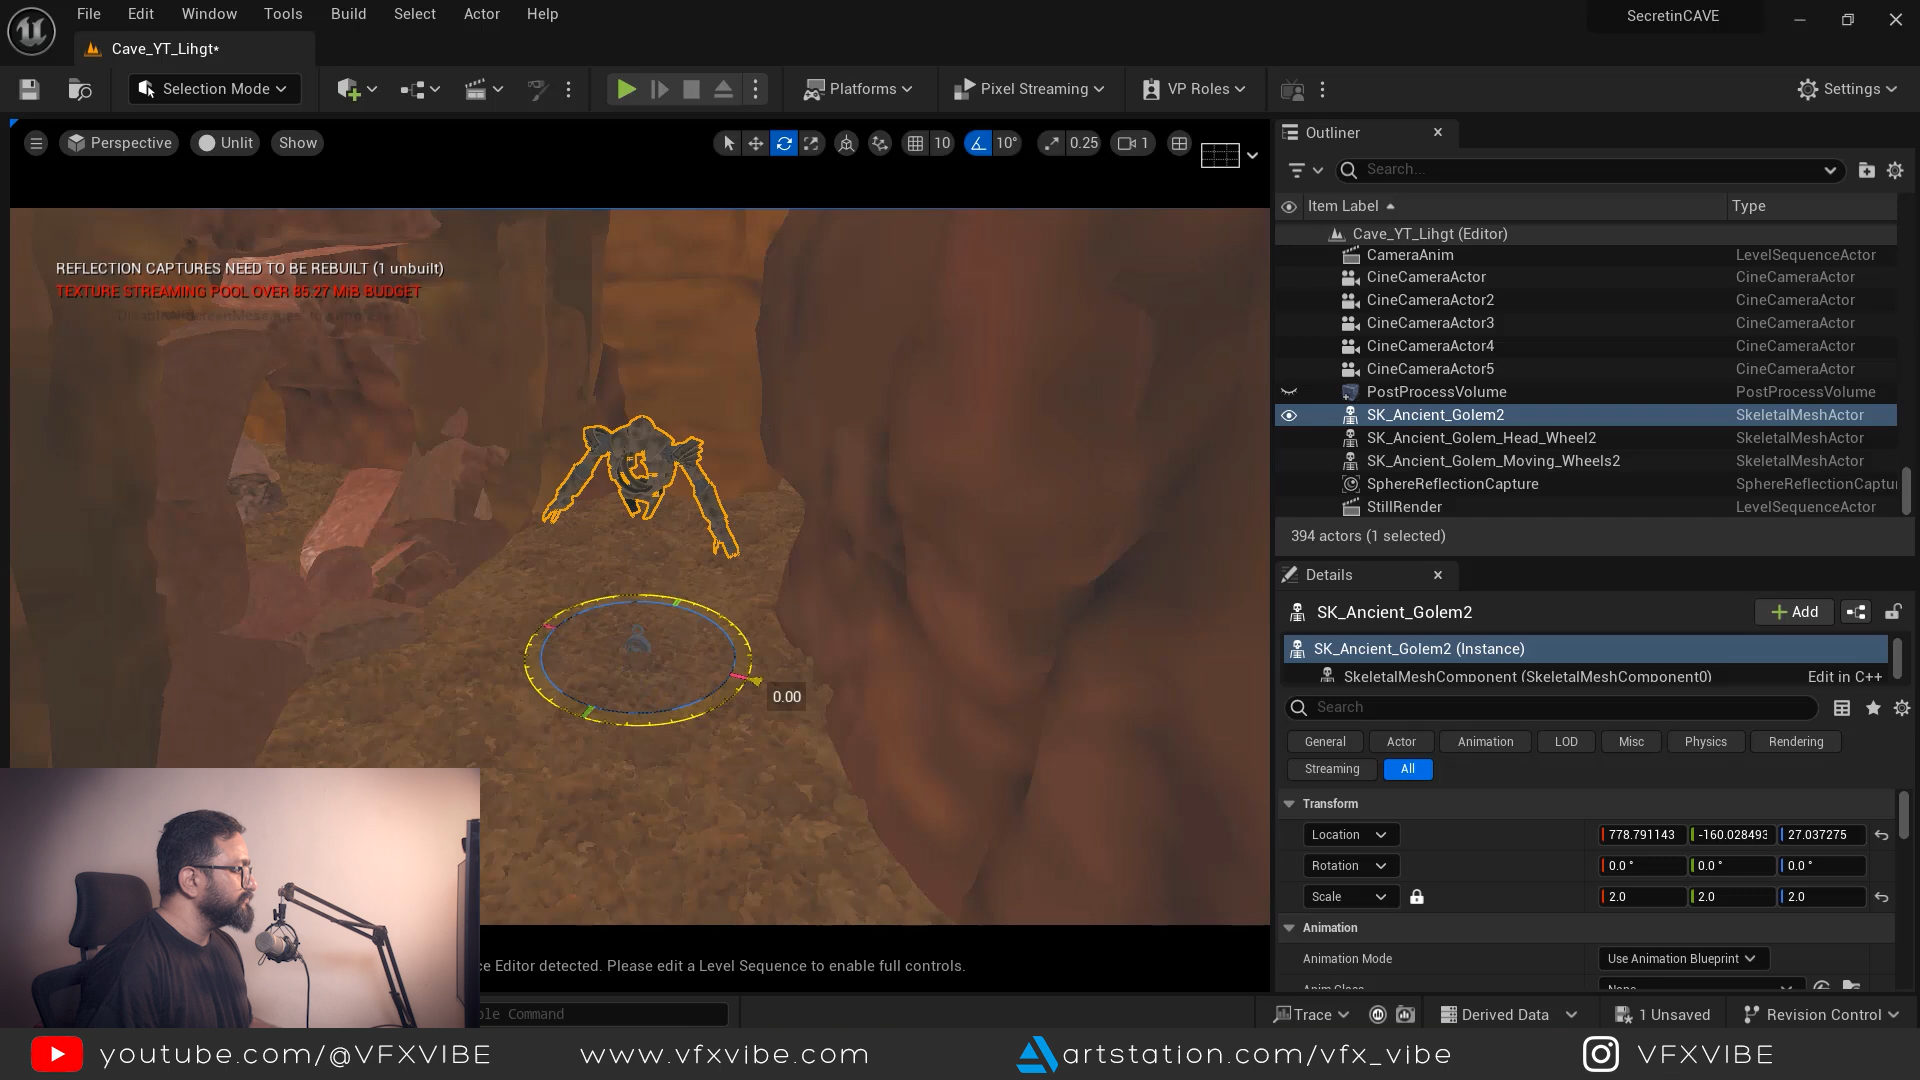 File Edit Window Tools Build Select Actor Help
SecretinCAVE
Cave_YT_Lihgt*
Selection Mode
Platforms
Pixel Streaming
VP Roles
Settings
Perspective
Unlit
Show
10
10°
0.25
1
REFLECTION CAPTURES NEED TO BE REBUILT (1 unbuilt)
TEXTURE STREAMING POOL OVER 85.27 MiB BUDGET
0.00
Outliner
Search...
Item Label
Type
Cave_YT_Lihgt (Editor)
CameraAnim LevelSequenceActor
CineCameraActor CineCameraActor
CineCameraActor2 CineCameraActor
CineCameraActor3 CineCameraActor
CineCameraActor4 CineCameraActor
CineCameraActor5 CineCameraActor
PostProcessVolume PostProcessVolume
SK_Ancient_Golem2 SkeletalMeshActor
SK_Ancient_Golem_Head_Wheel2 SkeletalMeshActor
SK_Ancient_Golem_Moving_Wheels2 SkeletalMeshActor
SphereReflectionCapture SphereReflectionCaptu
StillRender LevelSequenceActor
394 actors (1 selected)
Details
SK_Ancient_Golem2
Add
SK_Ancient_Golem2 (Instance)
SkeletalMeshComponent (SkeletalMeshComponent0) Edit in C++
Search
General Actor Animation LOD Misc Physics Rendering
Streaming All
Transform
Location 778.791143 -160.028493 27.037275
Rotation 0.0 ° 0.0 ° 0.0 °
Scale 2.0 2.0 2.0
Animation
Animation Mode Use Animation Blueprint
ce Editor detected. Please edit a Level Sequence to enable full controls.
ole Command
Trace
Derived Data
1 Unsaved
Revision Control
youtube.com/@VFXVIBE
www.vfxvibe.com
artstation.com/vfx_vibe
VFXVIBE